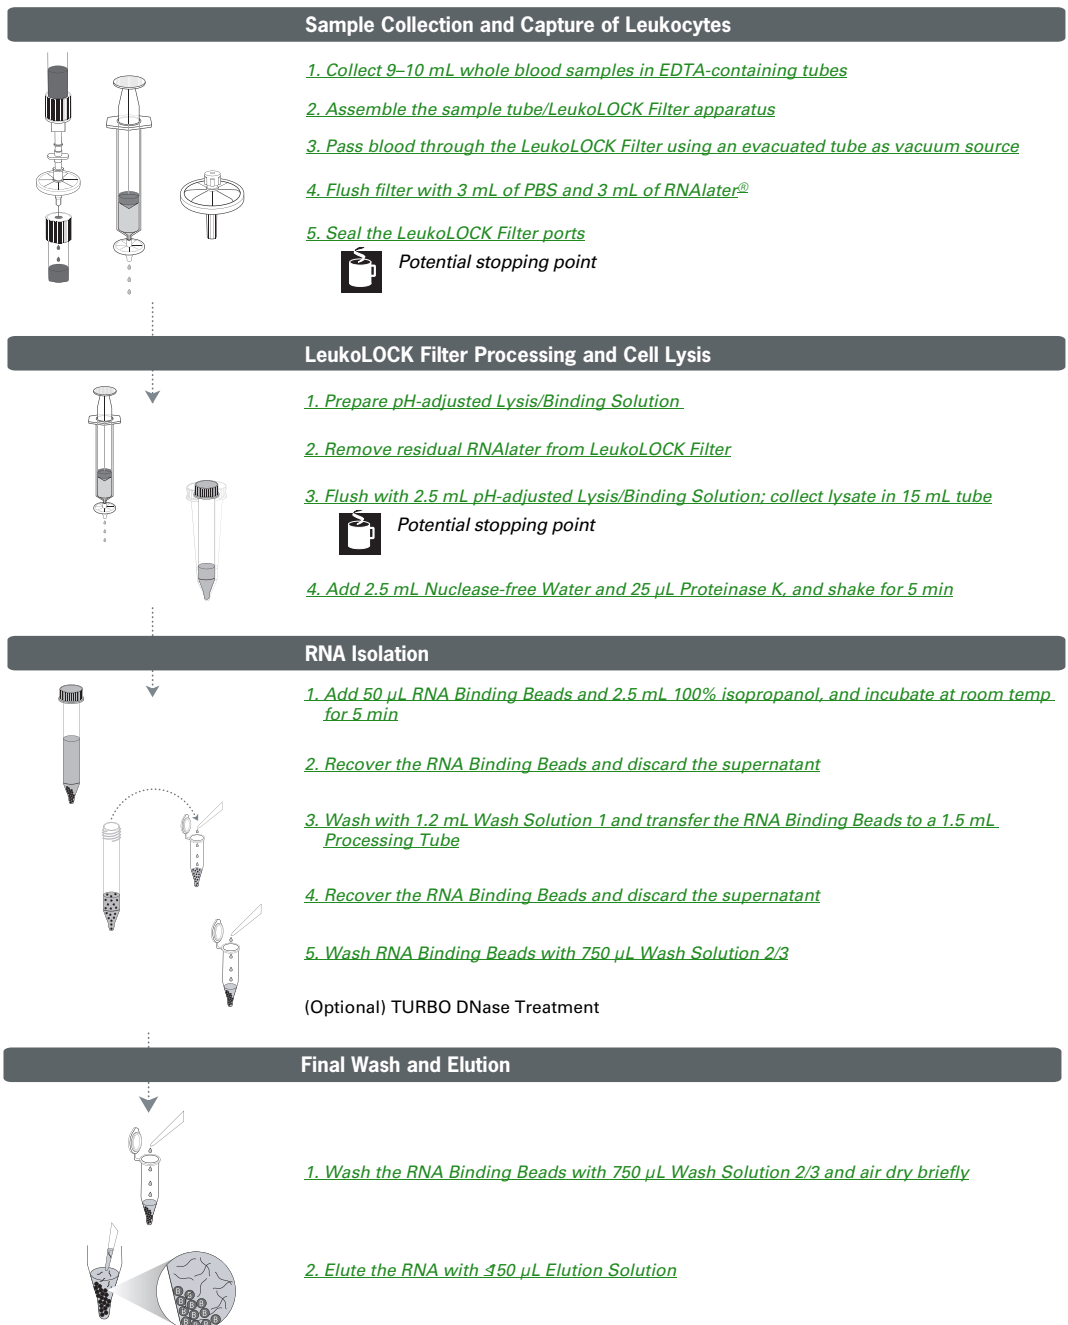 Sample Collection and Capture of Leukocytes
1. Collect 9–10 mL whole blood samples in EDTA-containing tubes
2. Assemble the sample tube/LeukoLOCK Filter apparatus
3. Pass blood through the LeukoLOCK Filter using an evacuated tube as vacuum source
4. Flush filter with 3 mL of PBS and 3 mL of RNAlater®
5. Seal the LeukoLOCK Filter ports
Potential stopping point
LeukoLOCK Filter Processing and Cell Lysis
1. Prepare pH-adjusted Lysis/Binding Solution
2. Remove residual RNAlater from LeukoLOCK Filter
3. Flush with 2.5 mL pH-adjusted Lysis/Binding Solution; collect lysate in 15 mL tube
Potential stopping point
4. Add 2.5 mL Nuclease-free Water and 25 µL Proteinase K, and shake for 5 min
RNA Isolation
1. Add 50 µL RNA Binding Beads and 2.5 mL 100% isopropanol, and incubate at room temp
for 5 min
2. Recover the RNA Binding Beads and discard the supernatant
3. Wash with 1.2 mL Wash Solution 1 and transfer the RNA Binding Beads to a 1.5 mL
Processing Tube
4. Recover the RNA Binding Beads and discard the supernatant
5. Wash RNA Binding Beads with 750 µL Wash Solution 2/3
(Optional) TURBO DNase Treatment
Final Wash and Elution
1. Wash the RNA Binding Beads with 750 µL Wash Solution 2/3 and air dry briefly
2. Elute the RNA with ≤150 µL Elution Solution